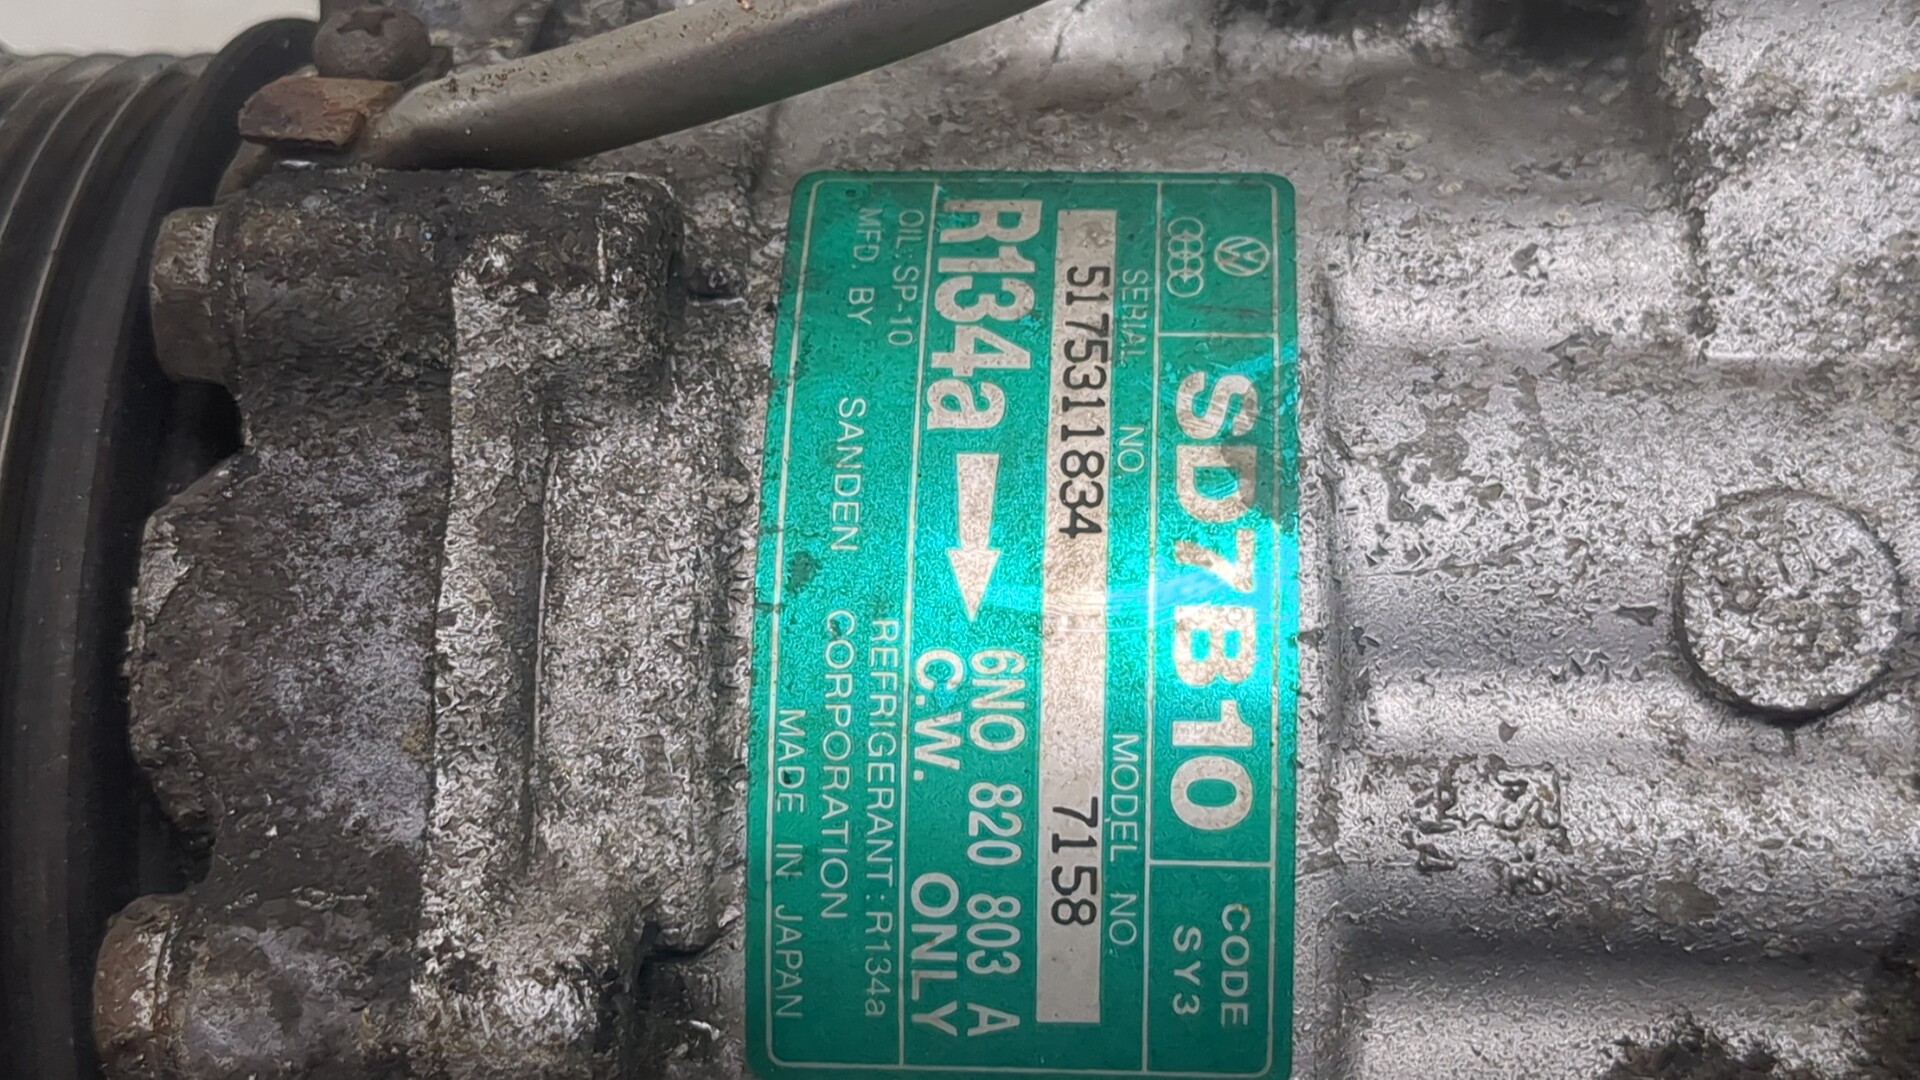 SD7B10
CODE
SY3
SERIAL NO.
MODEL NO.
5175311834
7158
R134a
6N0 820 803 A
C.W. ONLY
OIL: SP-10
REFRIGERANT: R134a
MFD. BY SANDEN CORPORATION
MADE IN JAPAN